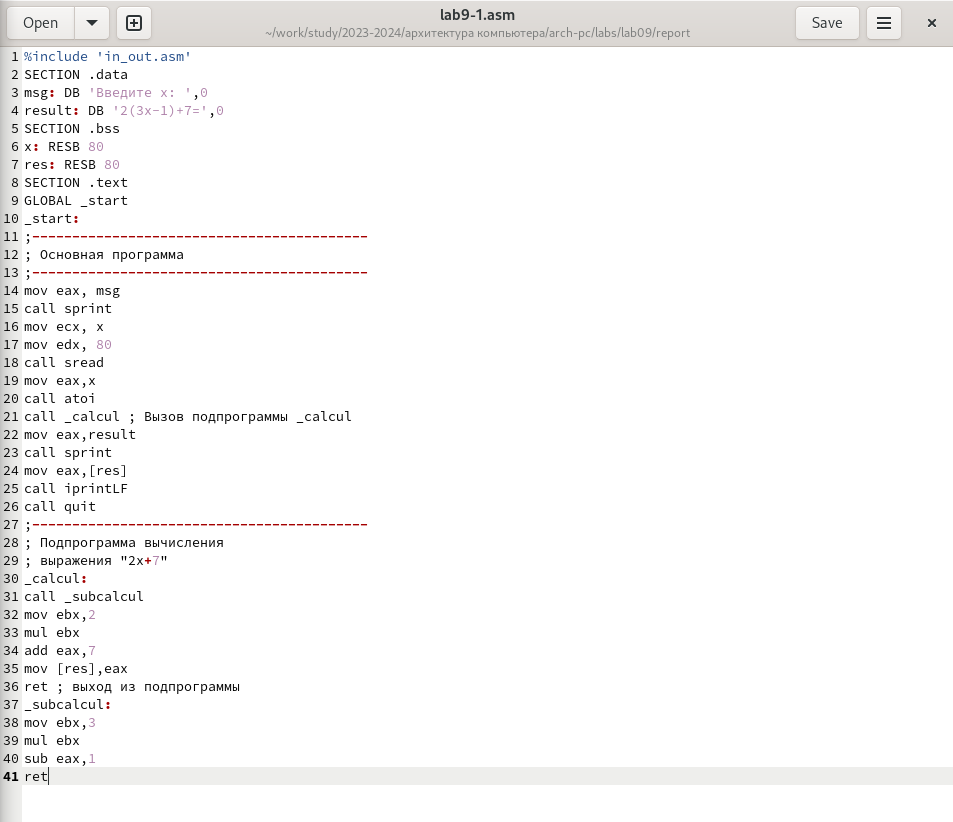 Open
lab9-1.asm
~/work/study/2023-2024/архитектура компьютера/arch-pc/labs/lab09/report
Save
1 %include 'in_out.asm'
2 SECTION .data
3 msg: DB 'Введите x: ',0
4 result: DB '2(3x-1)+7=',0
5 SECTION .bss
6 x: RESB 80
7 res: RESB 80
8 SECTION .text
9 GLOBAL _start
10 _start:
11 ;------------------------------------------
12 ; Основная программа
13 ;------------------------------------------
14 mov eax, msg
15 call sprint
16 mov ecx, x
17 mov edx, 80
18 call sread
19 mov eax,x
20 call atoi
21 call _calcul ; Вызов подпрограммы _calcul
22 mov eax,result
23 call sprint
24 mov eax,[res]
25 call iprintLF
26 call quit
27 ;------------------------------------------
28 ; Подпрограмма вычисления
29 ; выражения "2x+7"
30 _calcul:
31 call _subcalcul
32 mov ebx,2
33 mul ebx
34 add eax,7
35 mov [res],eax
36 ret ; выход из подпрограммы
37 _subcalcul:
38 mov ebx,3
39 mul ebx
40 sub eax,1
41 ret